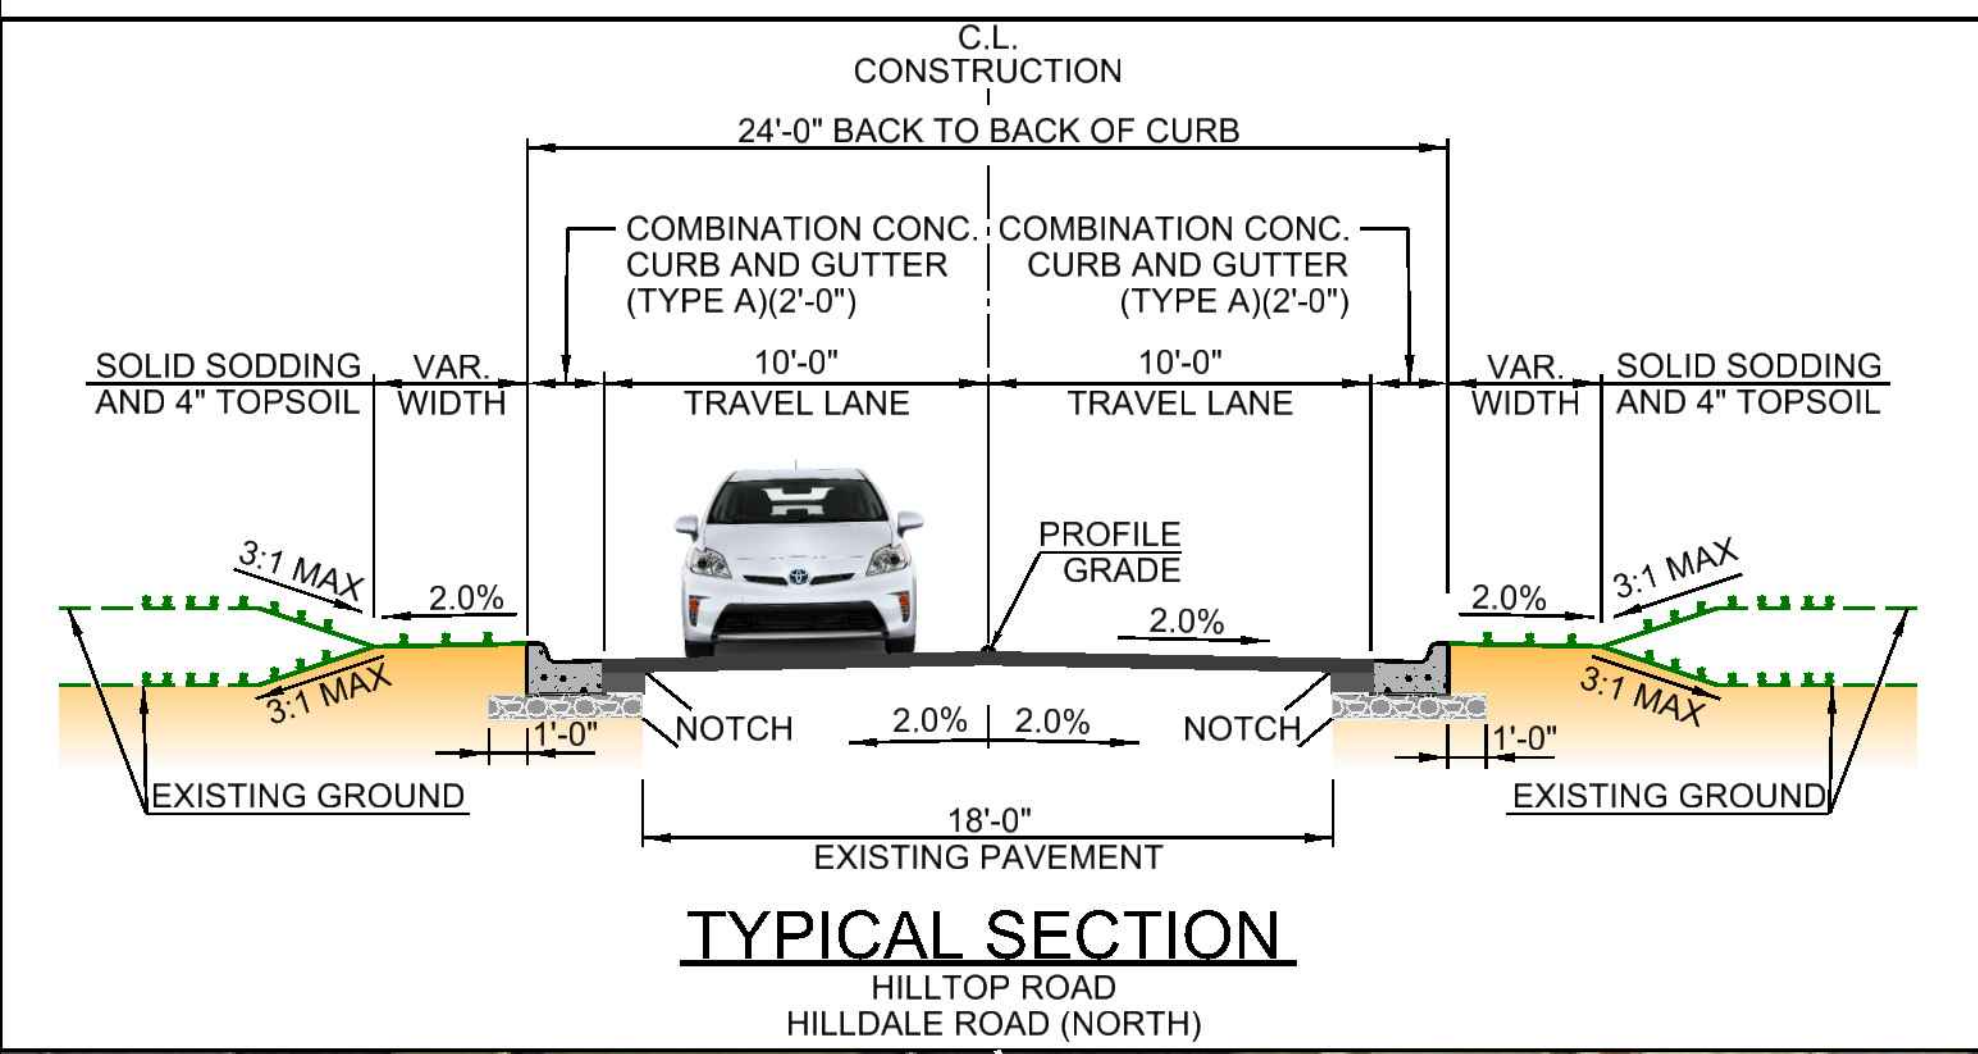 C.L.
CONSTRUCTION
24'-0" BACK TO BACK OF CURB
COMBINATION CONC.
CURB AND GUTTER
(TYPE A)(2'-0")
COMBINATION CONC.
CURB AND GUTTER
(TYPE A)(2'-0")
SOLID SODDING
AND 4" TOPSOIL
VAR.
WIDTH
10'-0"
TRAVEL LANE
10'-0"
TRAVEL LANE
VAR.
WIDTH
SOLID SODDING
AND 4" TOPSOIL
PROFILE
GRADE
3:1 MAX
2.0%
2.0%
2.0%
3:1 MAX
3:1 MAX
3:1 MAX
1'-0"
NOTCH
2.0%
2.0%
NOTCH
1'-0"
EXISTING GROUND
EXISTING GROUND
18'-0"
EXISTING PAVEMENT
TYPICAL SECTION
HILLTOP ROAD
HILLDALE ROAD (NORTH)